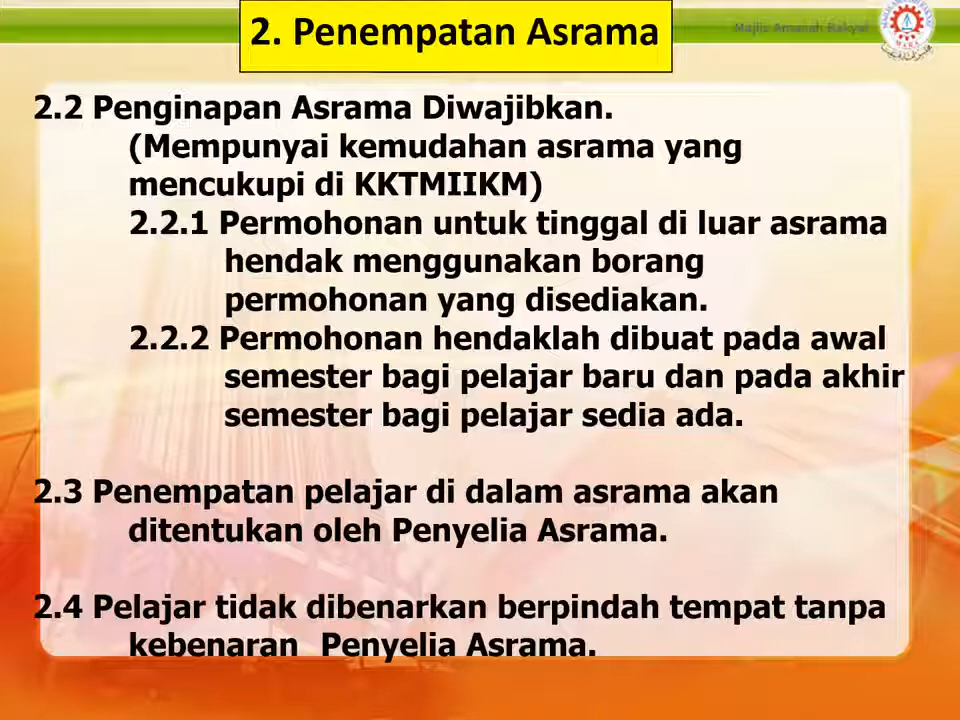 2. Penempatan Asrama
Majlis Amanah Rakyat
MARA
2.2 Penginapan Asrama Diwajibkan.
(Mempunyai kemudahan asrama yang
mencukupi di KKTMIIKM)
2.2.1 Permohonan untuk tinggal di luar asrama
hendak menggunakan borang
permohonan yang disediakan.
2.2.2 Permohonan hendaklah dibuat pada awal
semester bagi pelajar baru dan pada akhir
semester bagi pelajar sedia ada.
2.3 Penempatan pelajar di dalam asrama akan
ditentukan oleh Penyelia Asrama.
2.4 Pelajar tidak dibenarkan berpindah tempat tanpa
kebenaran  Penyelia Asrama.